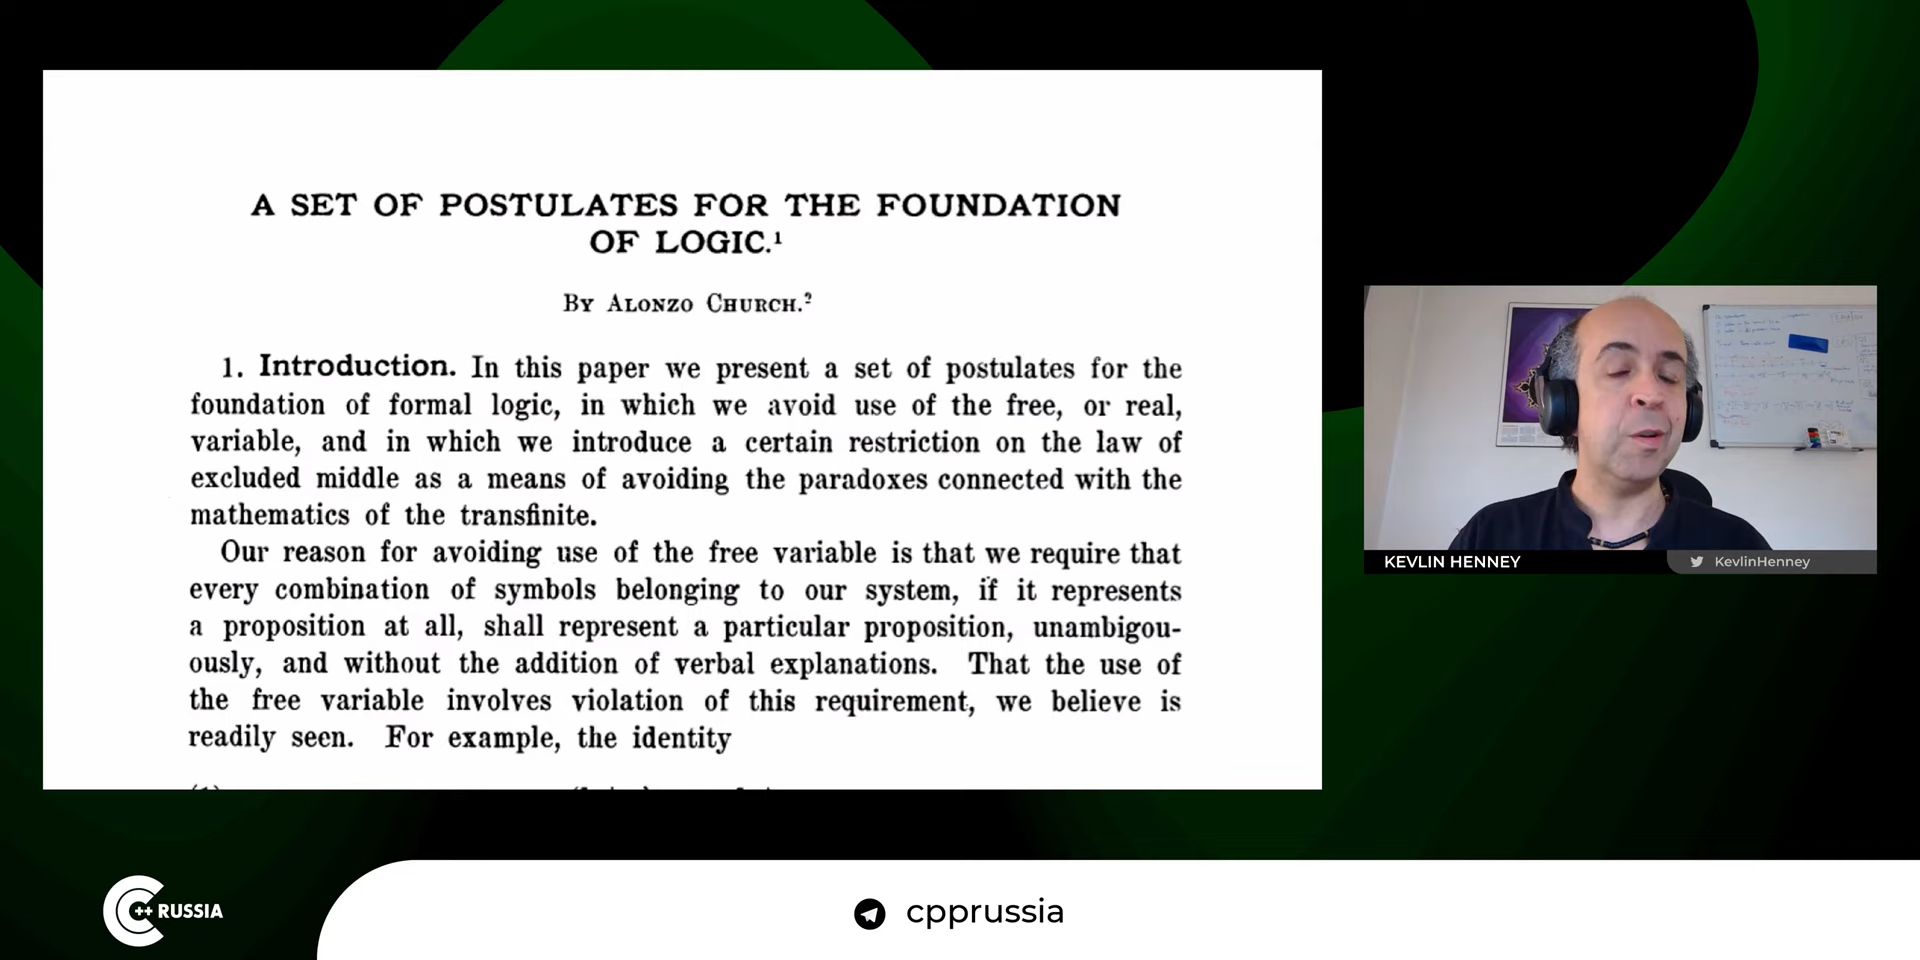 A SET OF POSTULATES FOR THE FOUNDATION
OF LOGIC.¹
By Alonzo Church.²
1. Introduction. In this paper we present a set of postulates for the
foundation of formal logic, in which we avoid use of the free, or real,
variable, and in which we introduce a certain restriction on the law of
excluded middle as a means of avoiding the paradoxes connected with the
mathematics of the transfinite.
Our reason for avoiding use of the free variable is that we require that
every combination of symbols belonging to our system, if it represents
a proposition at all, shall represent a particular proposition, unambigou-
ously, and without the addition of verbal explanations. That the use of
the free variable involves violation of this requirement, we believe is
readily seen. For example, the identity
KEVLIN HENNEY
KevlinHenney
C++ RUSSIA
cpprussia